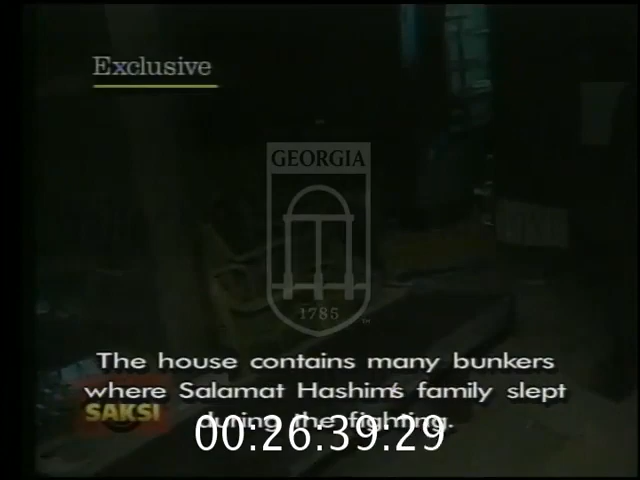 Exclusive
GEORGIA
1785
The house contains many bunkers
where Salamat Hashim's family slept
during the fighting.
SAKSI
00:26:39:29